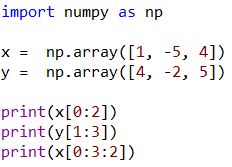 import numpy as np
x =  np.array([1, -5, 4])
y =  np.array([4, -2, 5])
print(x[0:2])
print(y[1:3])
print(x[0:3:2])